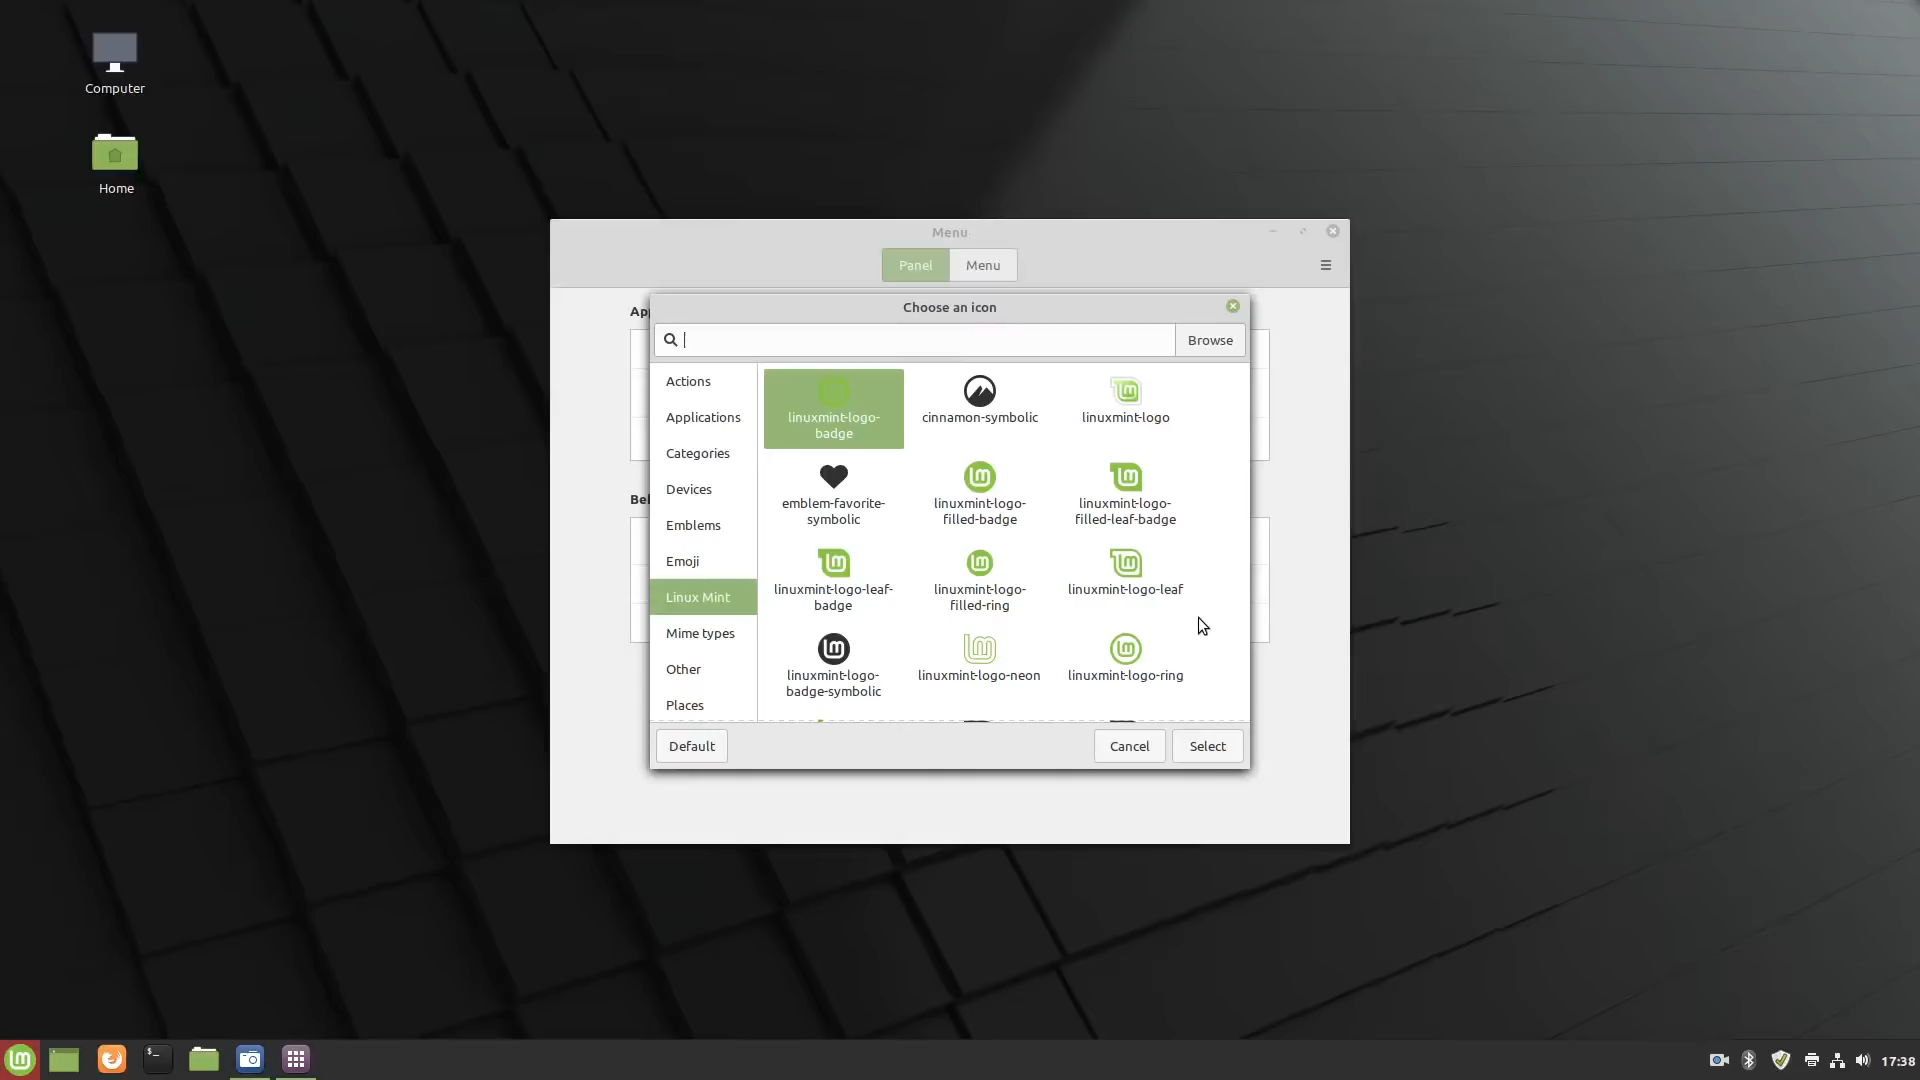 Computer
Home
Menu
Panel
Menu
Choose an icon
Browse
Actions
Applications
Categories
Devices
Emblems
Emoji
Linux Mint
Mime types
Other
Places
linuxmint-logo-
badge
cinnamon-symbolic
linuxmint-logo
emblem-favorite-
symbolic
linuxmint-logo-
filled-badge
linuxmint-logo-
filled-leaf-badge
linuxmint-logo-leaf-
badge
linuxmint-logo-
filled-ring
linuxmint-logo-leaf
linuxmint-logo-
badge-symbolic
linuxmint-logo-neon
linuxmint-logo-ring
Default
Cancel
Select
17:38